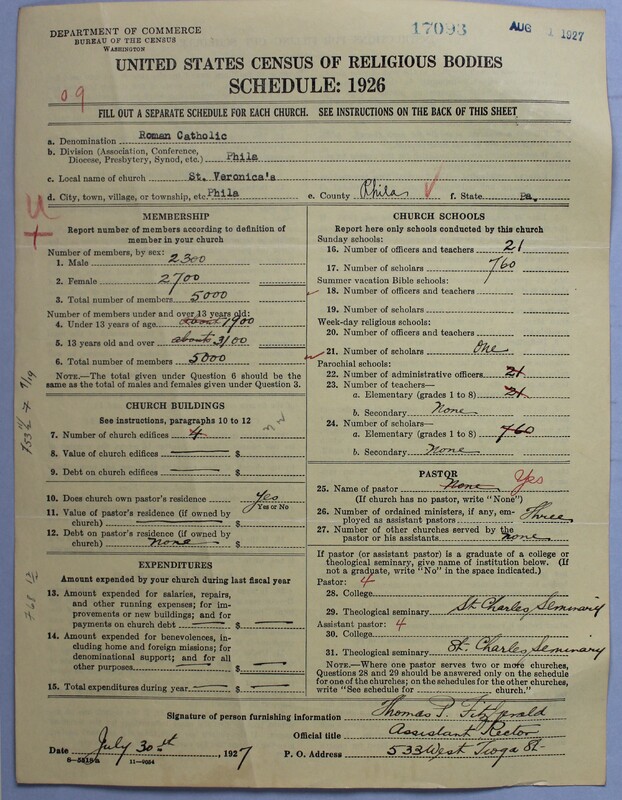 DEPARTMENT OF COMMERCE
BUREAU OF THE CENSUS
WASHINGTON
17093
AUG 1 1927
UNITED STATES CENSUS OF RELIGIOUS BODIES
SCHEDULE: 1926
09
FILL OUT A SEPARATE SCHEDULE FOR EACH CHURCH. SEE INSTRUCTIONS ON THE BACK OF THIS SHEET
a. Denomination Roman Catholic
b. Division (Association, Conference,
Diocese, Presbytery, Synod, etc.) Phila
c. Local name of church St. Veronica's
d. City, town, village, or township, etc. Phila e. County Phila f. State Pa.
MEMBERSHIP
Report number of members according to definition of
member in your church
Number of members, by sex:
1. Male 2300
2. Female 2700
3. Total number of members 5000
Number of members under and over 13 years old:
4. Under 13 years of age about 1900
5. 13 years old and over about 3100
6. Total number of members 5000
NOTE.—The total given under Question 6 should be the
same as the total of males and females given under Question 3.
CHURCH BUILDINGS
See instructions, paragraphs 10 to 12
7. Number of church edifices 4
8. Value of church edifices $
9. Debt on church edifices $
10. Does church own pastor's residence Yes
Yes or No
11. Value of pastor's residence (if owned by
church) $
12. Debt on pastor's residence (if owned by
church) none $
EXPENDITURES
Amount expended by your church during last fiscal year
13. Amount expended for salaries, repairs,
and other running expenses; for im-
provements or new buildings; and for
payments on church debt $
14. Amount expended for benevolences, in-
cluding home and foreign missions; for
denominational support; and for all
other purposes $
15. Total expenditures during year $
CHURCH SCHOOLS
Report here only schools conducted by this church
Sunday schools:
16. Number of officers and teachers 21
17. Number of scholars 760
Summer vacation Bible schools:
18. Number of officers and teachers
19. Number of scholars
Week-day religious schools:
20. Number of officers and teachers
21. Number of scholars One
Parochial schools:
22. Number of administrative officers 21
23. Number of teachers—
a. Elementary (grades 1 to 8) 21
b. Secondary None
24. Number of scholars—
a. Elementary (grades 1 to 8) 760
b. Secondary None
PASTOR
25. Name of pastor None Yes
(If church has no pastor, write "None")
26. Number of ordained ministers, if any, em-
ployed as assistant pastors Three
27. Number of other churches served by the
pastor or his assistants none
If pastor (or assistant pastor) is a graduate of a college or
theological seminary, give name of institution below. (If
not a graduate, write "No" in the space indicated.)
Pastor: 4
28. College
29. Theological seminary St Charles Seminary
Assistant pastor: 4
30. College
31. Theological seminary St. Charles Seminary
NOTE.—Where one pastor serves two or more churches,
Questions 28 and 29 should be answered only on the schedule
for one of the churches; on the schedules for the other churches,
write "See schedule for church."
Signature of person furnishing information Thomas P. Fitzgerald
Official title Assistant Rector
Date July 30th, 1927 P. O. Address 533 West Tioga St-
8-5318a 11-9054